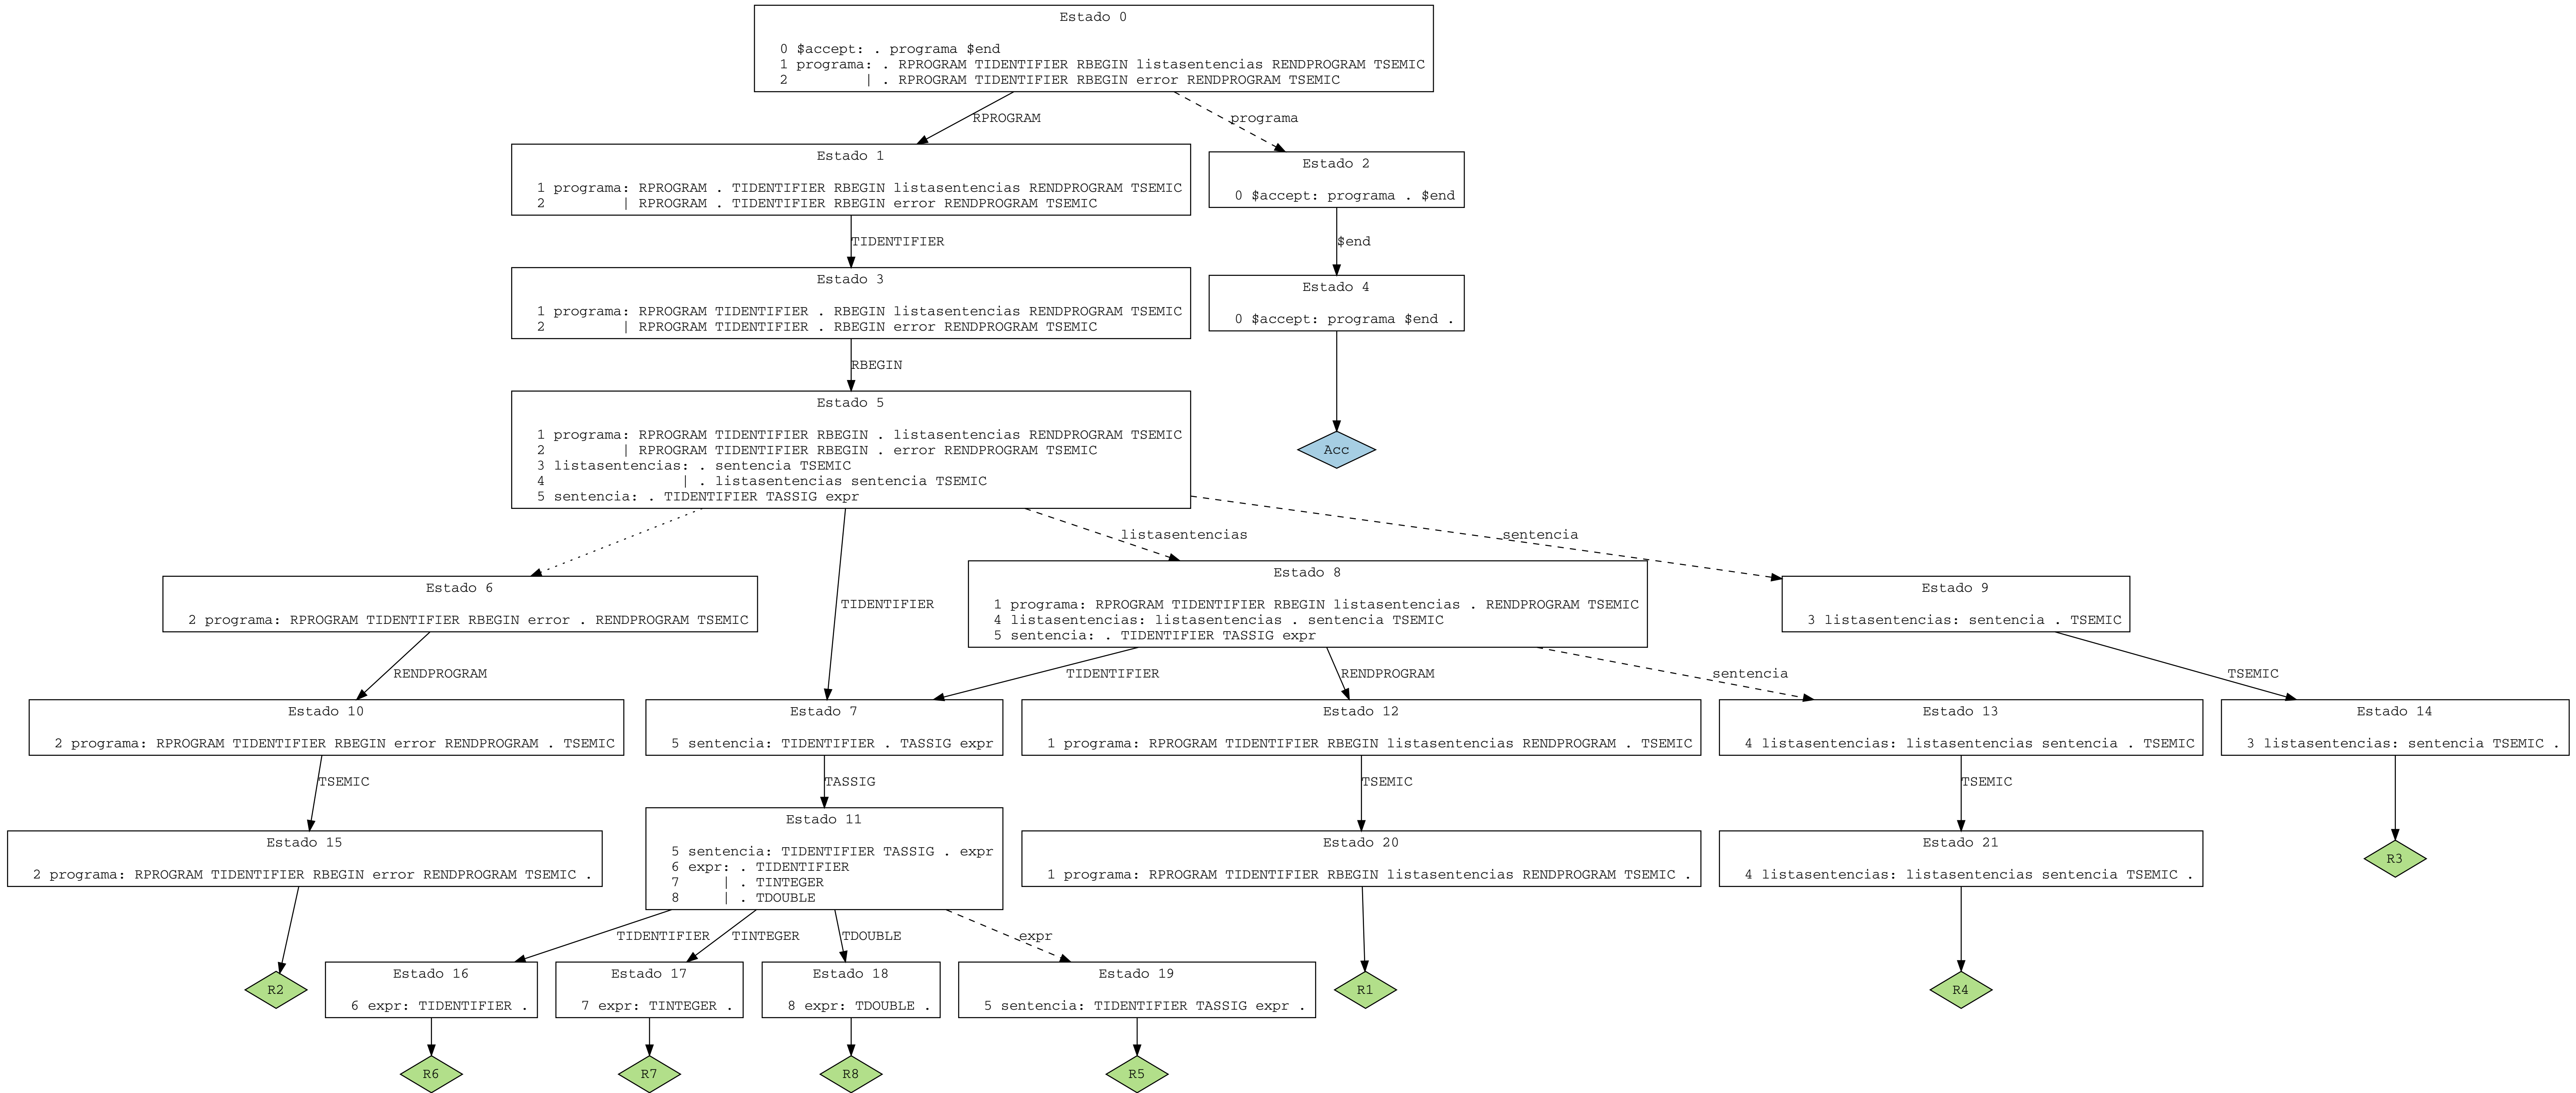 Estado 0
0 $accept: . programa $end
1 programa: . RPROGRAM TIDENTIFIER RBEGIN listasentencias RENDPROGRAM TSEMIC
2 | . RPROGRAM TIDENTIFIER RBEGIN error RENDPROGRAM TSEMIC
RPROGRAM
programa
Estado 1
1 programa: RPROGRAM . TIDENTIFIER RBEGIN listasentencias RENDPROGRAM TSEMIC
2 | RPROGRAM . TIDENTIFIER RBEGIN error RENDPROGRAM TSEMIC
Estado 2
0 $accept: programa . $end
TIDENTIFIER
$end
Estado 3
1 programa: RPROGRAM TIDENTIFIER . RBEGIN listasentencias RENDPROGRAM TSEMIC
2 | RPROGRAM TIDENTIFIER . RBEGIN error RENDPROGRAM TSEMIC
Estado 4
0 $accept: programa $end .
RBEGIN
Estado 5
1 programa: RPROGRAM TIDENTIFIER RBEGIN . listasentencias RENDPROGRAM TSEMIC
2 | RPROGRAM TIDENTIFIER RBEGIN . error RENDPROGRAM TSEMIC
3 listasentencias: . sentencia TSEMIC
4 | . listasentencias sentencia TSEMIC
5 sentencia: . TIDENTIFIER TASSIG expr
Acc
listasentencias
sentencia
Estado 6
2 programa: RPROGRAM TIDENTIFIER RBEGIN error . RENDPROGRAM TSEMIC
TIDENTIFIER
Estado 8
1 programa: RPROGRAM TIDENTIFIER RBEGIN listasentencias . RENDPROGRAM TSEMIC
4 listasentencias: listasentencias . sentencia TSEMIC
5 sentencia: . TIDENTIFIER TASSIG expr
Estado 9
3 listasentencias: sentencia . TSEMIC
RENDPROGRAM
TIDENTIFIER
RENDPROGRAM
sentencia
TSEMIC
Estado 10
2 programa: RPROGRAM TIDENTIFIER RBEGIN error RENDPROGRAM . TSEMIC
Estado 7
5 sentencia: TIDENTIFIER . TASSIG expr
Estado 12
1 programa: RPROGRAM TIDENTIFIER RBEGIN listasentencias RENDPROGRAM . TSEMIC
Estado 13
4 listasentencias: listasentencias sentencia . TSEMIC
Estado 14
3 listasentencias: sentencia TSEMIC .
TSEMIC
TASSIG
TSEMIC
TSEMIC
Estado 15
2 programa: RPROGRAM TIDENTIFIER RBEGIN error RENDPROGRAM TSEMIC .
Estado 11
5 sentencia: TIDENTIFIER TASSIG . expr
6 expr: . TIDENTIFIER
7 | . TINTEGER
8 | . TDOUBLE
Estado 20
1 programa: RPROGRAM TIDENTIFIER RBEGIN listasentencias RENDPROGRAM TSEMIC .
Estado 21
4 listasentencias: listasentencias sentencia TSEMIC .
R3
TIDENTIFIER
TINTEGER
TDOUBLE
expr
R2
Estado 16
6 expr: TIDENTIFIER .
Estado 17
7 expr: TINTEGER .
Estado 18
8 expr: TDOUBLE .
Estado 19
5 sentencia: TIDENTIFIER TASSIG expr .
R1
R4
R6
R7
R8
R5